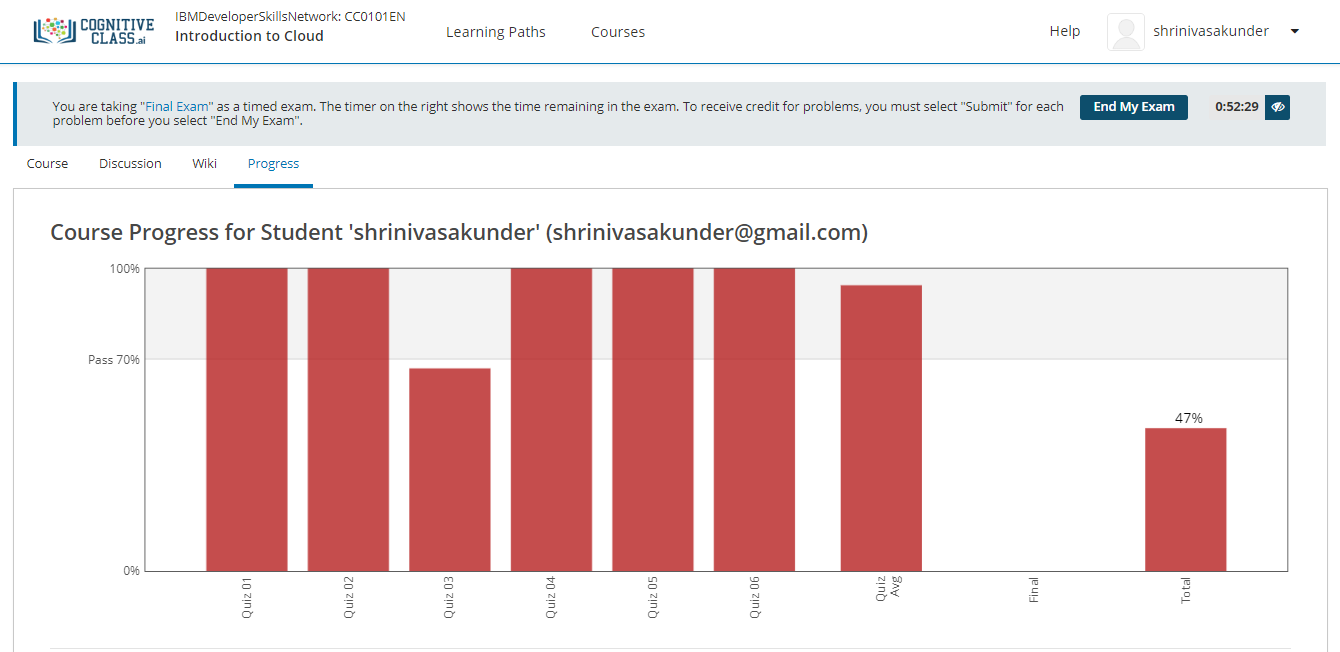 COGNITIVE
CLASS.ai
IBMDeveloperSkillsNetwork: CC0101EN
Introduction to Cloud
Learning Paths
Courses
Help
shrinivasakunder
You are taking "Final Exam" as a timed exam. The timer on the right shows the time remaining in the exam. To receive credit for problems, you must select "Submit" for each
problem before you select "End My Exam".
End My Exam
0:52:29
Course
Discussion
Wiki
Progress
Course Progress for Student 'shrinivasakunder' (shrinivasakunder@gmail.com)
100%
Pass 70%
47%
0%
Quiz 01
Quiz 02
Quiz 03
Quiz 04
Quiz 05
Quiz 06
Quiz
Avg
Final
Total